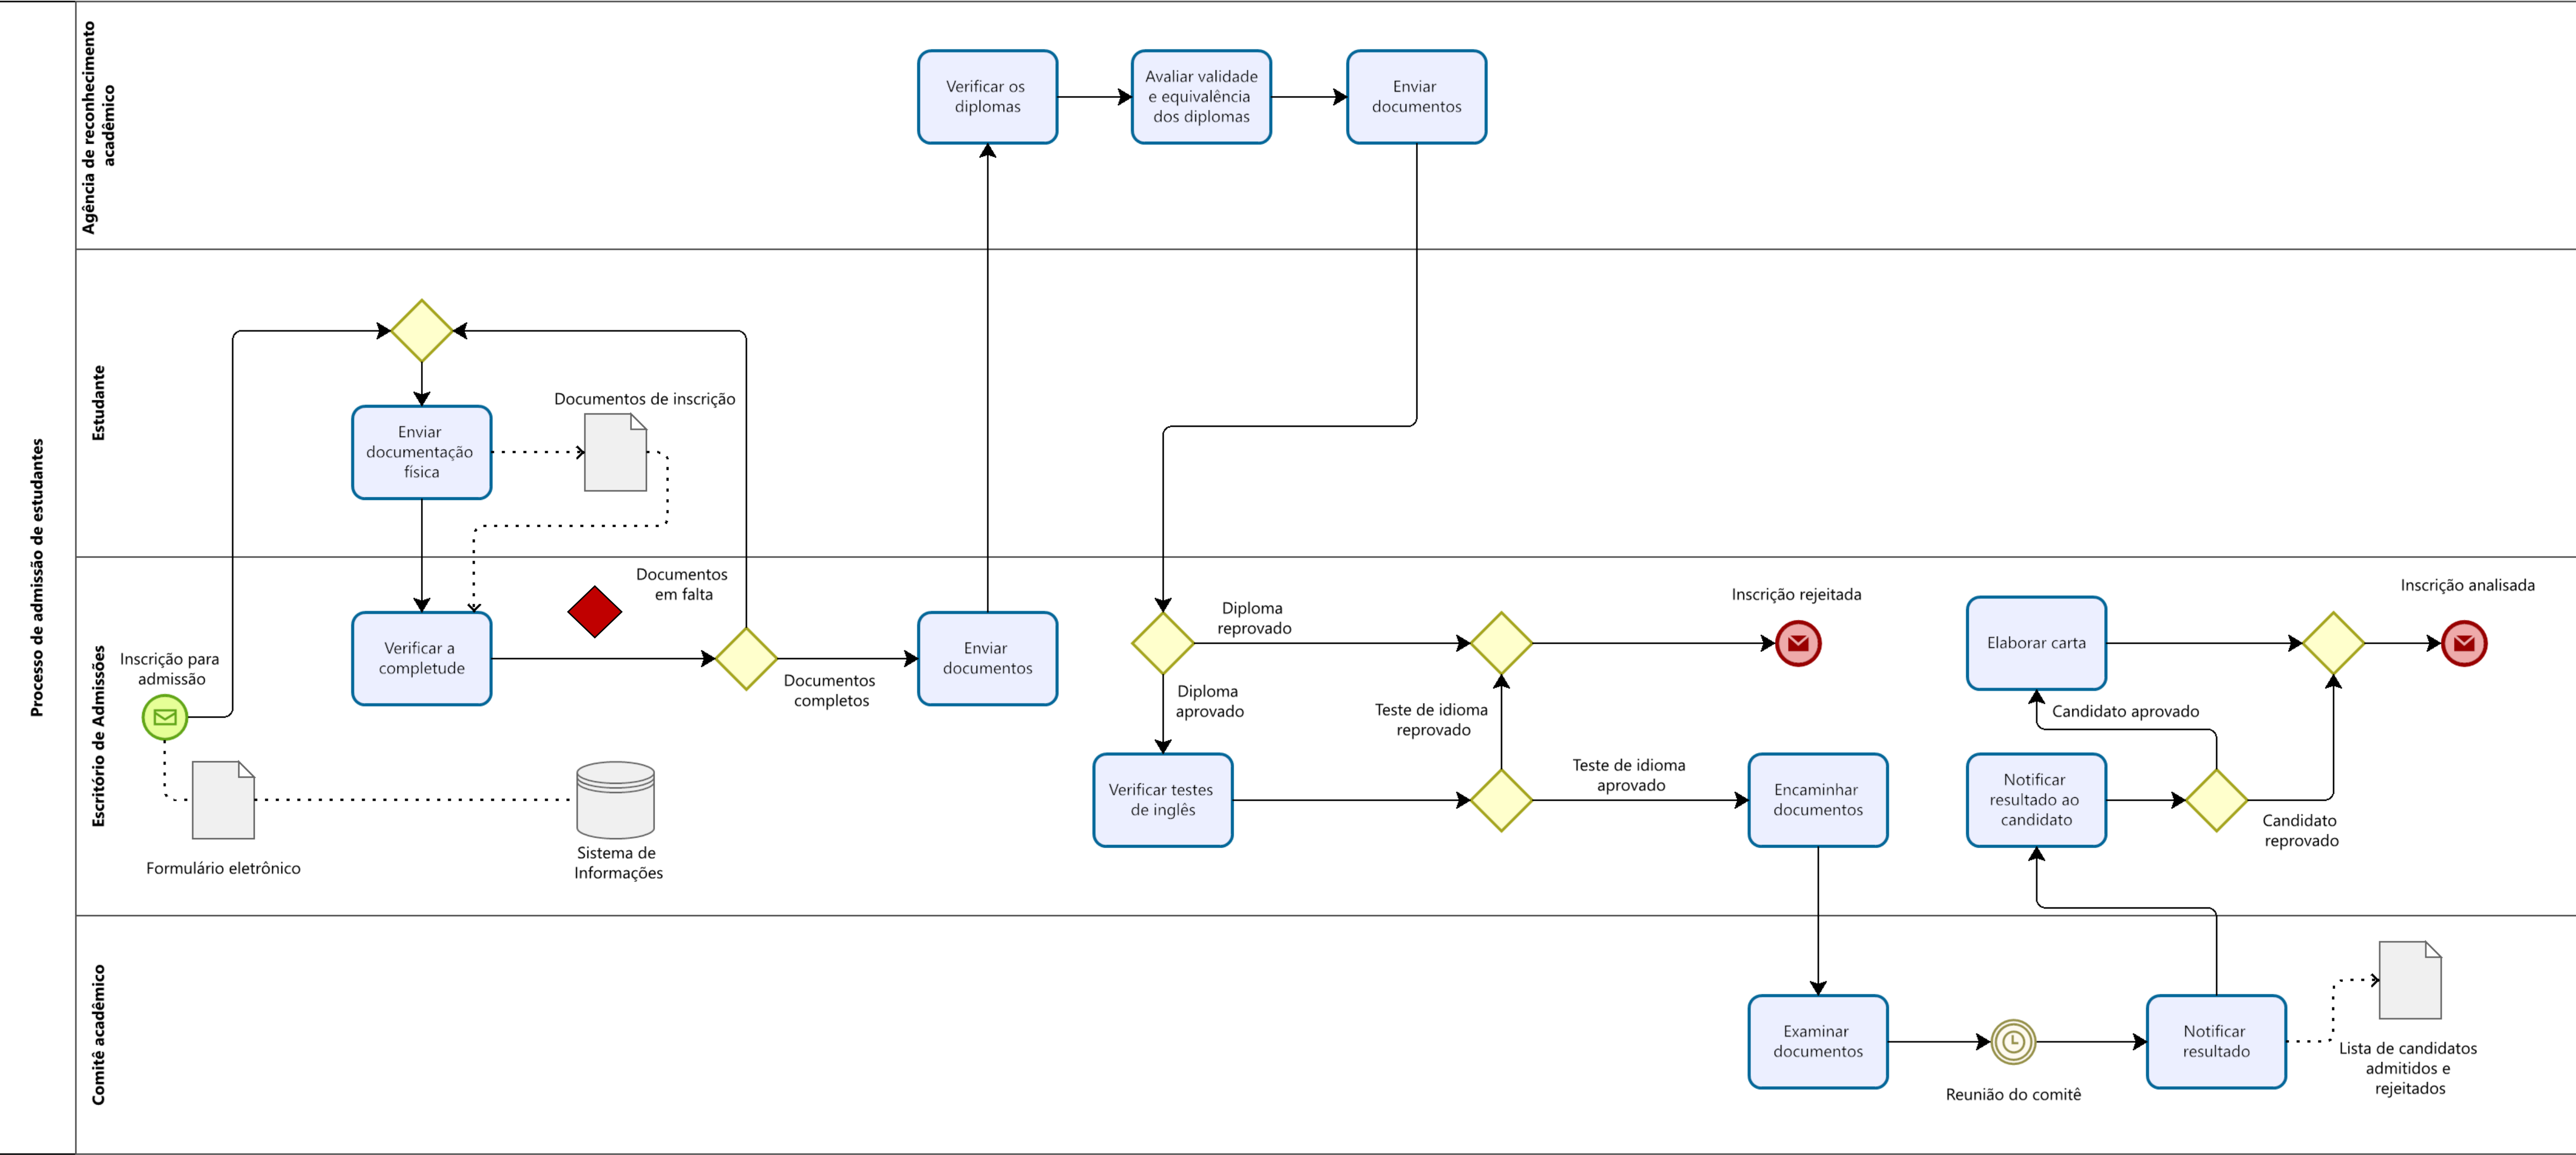 Processo de admissão de estudantes
Agência de reconhecimento
acadêmico
Verificar os
diplomas
Avaliar validade
e equivalência
dos diplomas
Enviar
documentos
Estudante
Enviar
documentação
física
Documentos de inscrição
Escritório de Admissões
Inscrição para
admissão
Formulário eletrônico
Sistema de
Informações
Verificar a
completude
Documentos
em falta
Documentos
completos
Enviar
documentos
Diploma
reprovado
Diploma
aprovado
Verificar testes
de inglês
Teste de idioma
reprovado
Teste de idioma
aprovado
Inscrição rejeitada
Encaminhar
documentos
Elaborar carta
Candidato aprovado
Notificar
resultado ao
candidato
Candidato
reprovado
Inscrição analisada
Comitê acadêmico
Examinar
documentos
Reunião do comitê
Notificar
resultado
Lista de candidatos
admitidos e
rejeitados